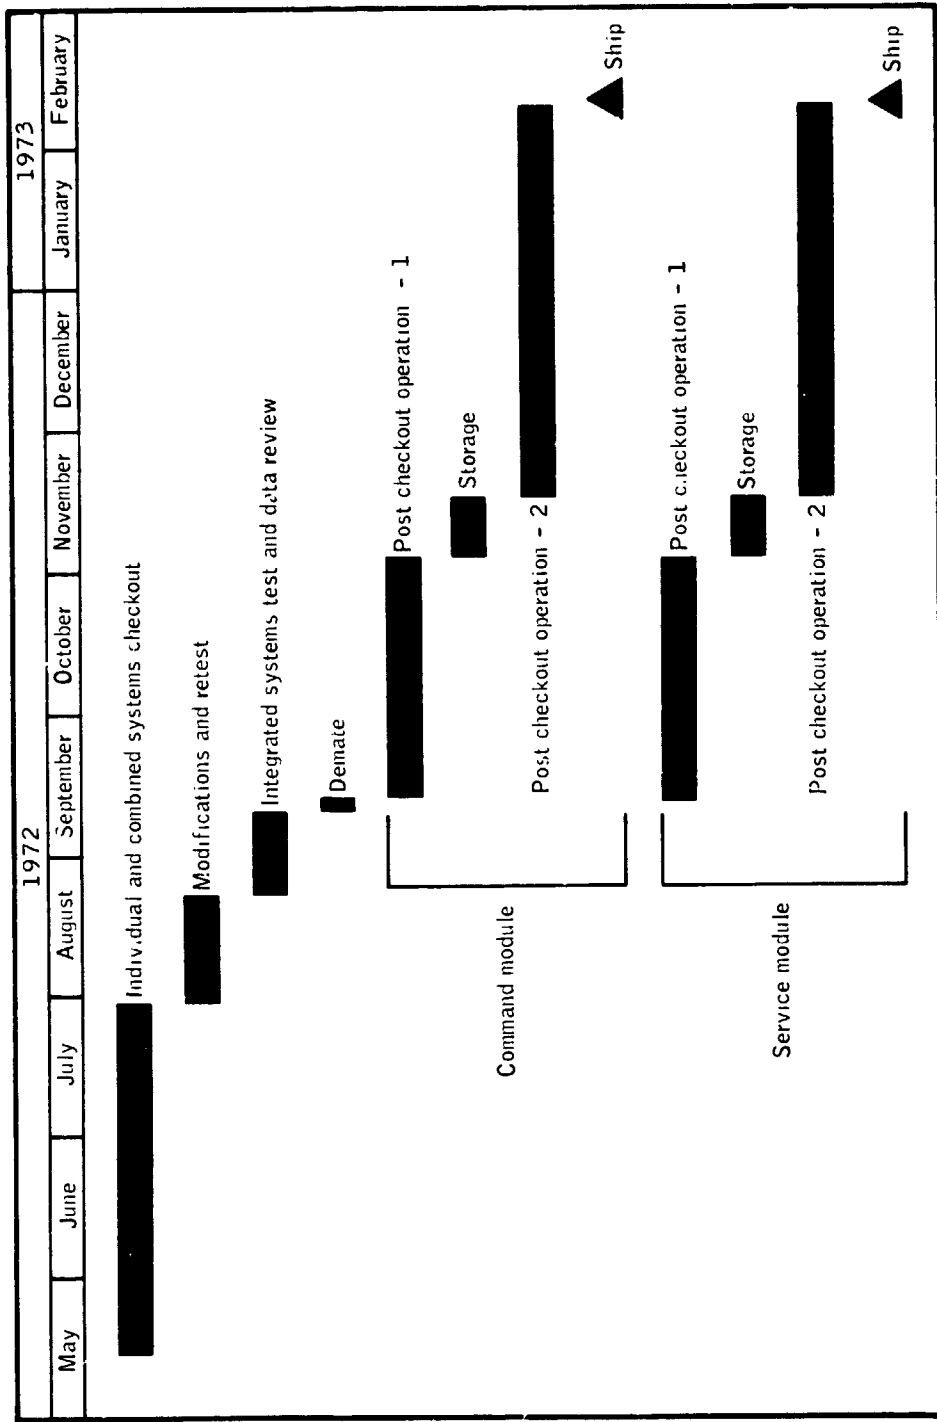 1972
1973
May June July August September October November December January February
Individual and combined systems checkout
Modifications and retest
Integrated systems test and data review
Demate
Command module
Post checkout operation - 1
Storage
Post checkout operation - 2
Ship
Service module
Post checkout operation - 1
Storage
Post checkout operation - 2
Ship